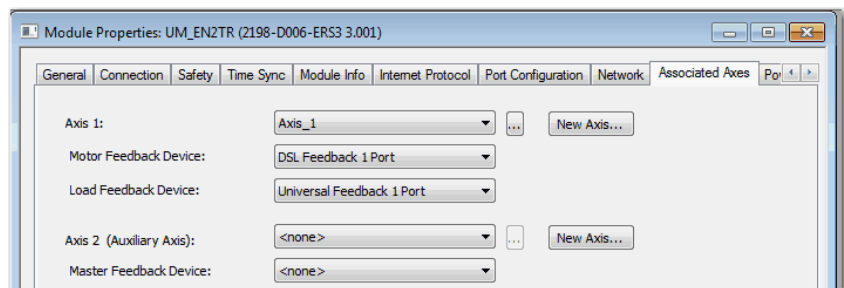 Module Properties: UM_EN2TR (2198-D006-ERS3 3.001)
General Connection Safety Time Sync Module Info Internet Protocol Port Configuration Network Associated Axes
Axis 1: Axis_1 ... New Axis...
Motor Feedback Device: DSL Feedback 1 Port
Load Feedback Device: Universal Feedback 1 Port
Axis 2 (Auxiliary Axis): <none> ... New Axis...
Master Feedback Device: <none>